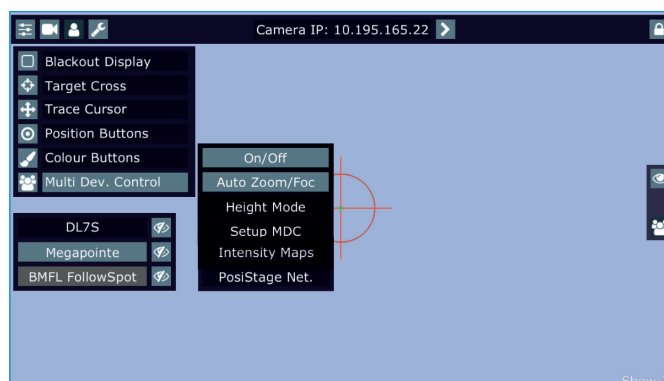 Camera IP: 10.195.165.22
Blackout Display
Target Cross
Trace Cursor
Position Buttons
Colour Buttons
Multi Dev. Control
On/Off
Auto Zoom/Foc
Height Mode
Setup MDC
Intensity Maps
PosiStage Net.
DL7S
Megapointe
BMFL FollowSpot
Show